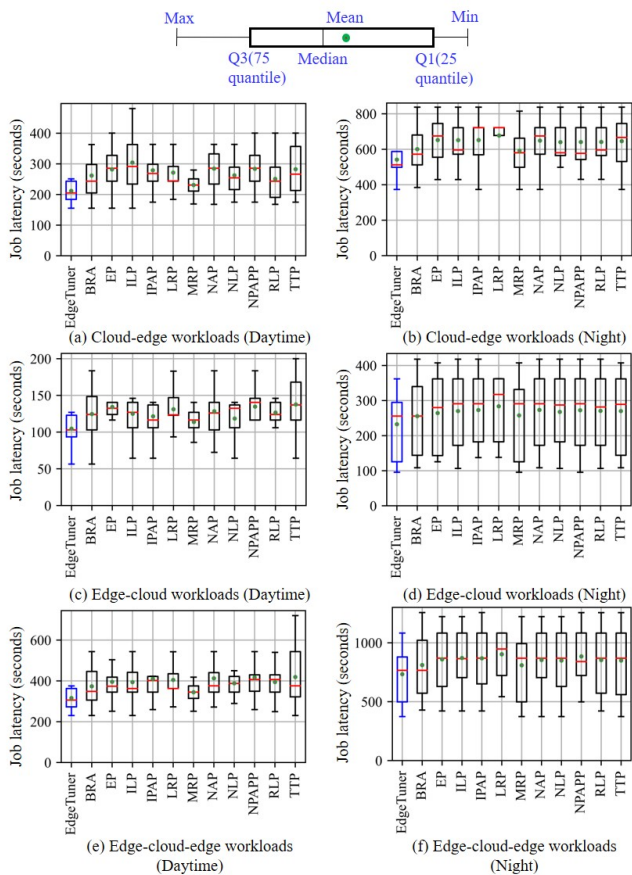 Max Mean Min
Q3(75 Median Q1(25
quantile) quantile)
Job latency (seconds)
400
300
200
100
0
EdgeTuner BRA EP ILP IPAP LRP MRP NAP NLP NPAPP RLP TTP
(a) Cloud-edge workloads (Daytime)
Job latency (seconds)
800
600
400
200
0
EdgeTuner BRA EP ILP IPAP LRP MRP NAP NLP NPAPP RLP TTP
(b) Cloud-edge workloads (Night)
Job latency (seconds)
200
150
100
50
0
EdgeTuner BRA EP ILP IPAP LRP MRP NAP NLP NPAPP RLP TTP
(c) Edge-cloud workloads (Daytime)
Job latency (seconds)
400
300
200
100
0
EdgeTuner BRA EP ILP IPAP LRP MRP NAP NLP NPAPP RLP TTP
(d) Edge-cloud workloads (Night)
Job latency (seconds)
600
400
200
0
EdgeTuner BRA EP ILP IPAP LRP MRP NAP NLP NPAPP RLP TTP
(e) Edge-cloud-edge workloads
(Daytime)
Job latency (seconds)
1000
500
0
EdgeTuner BRA EP ILP IPAP LRP MRP NAP NLP NPAPP RLP TTP
(f) Edge-cloud-edge workloads
(Night)